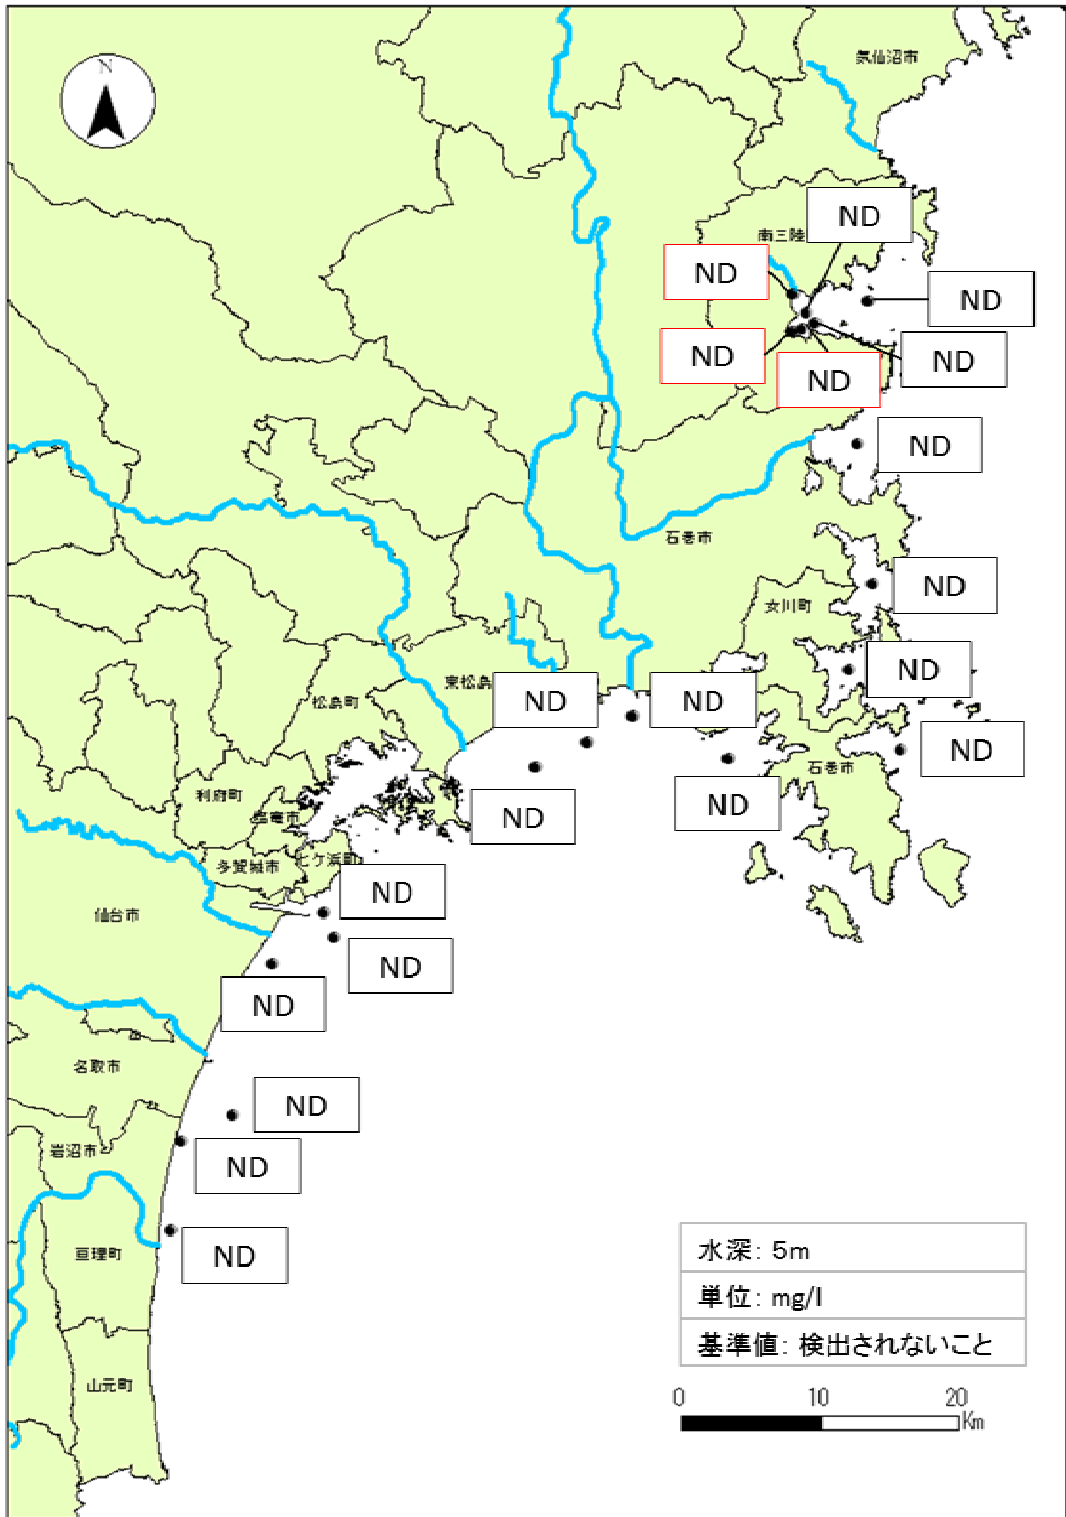 N
気仙沼市
ND
南三陸
ND
ND
ND
ND
ND
ND
石巻市
ND
女川町
ND
東松島
ND
ND
松島町
ND
石巻市
利府町
ND
ND
塩竈市
多賀城市
七ケ浜町
ND
仙台市
ND
ND
名取市
ND
岩沼市
ND
亘理町
ND
水深: 5m
単位: mg/l
基準値: 検出されないこと
山元町
0 10 20
Km